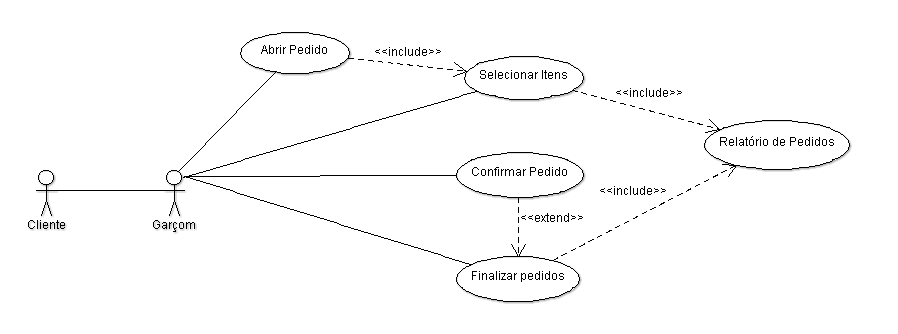 Abrir Pedido
<<include>>
Selecionar Itens
<<include>>
Relatório de Pedidos
Confirmar Pedido
<<include>>
<<extend>>
Cliente
Garçom
Finalizar pedidos